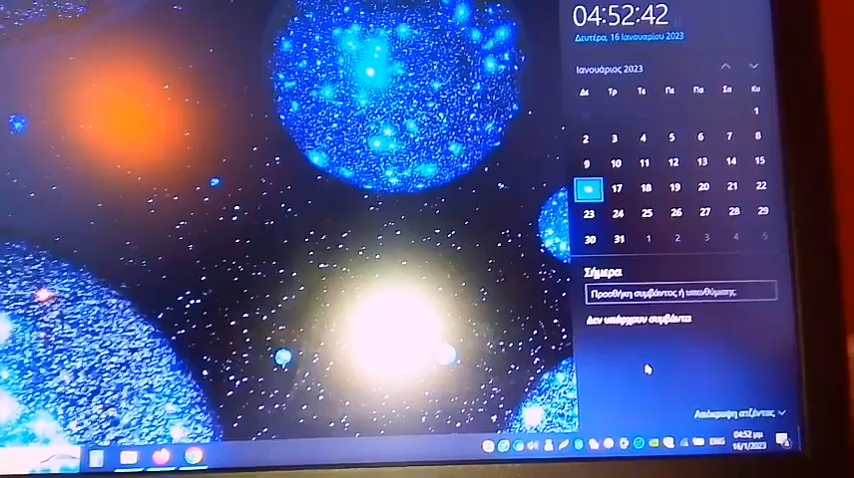 04:52:42
Δευτέρα, 16 Ιανουαρίου 2023
Ιανουάριος 2023
Δε Τρ Τε Πε Πα Σα Κυ
1
2 3 4 5 6 7 8
9 10 11 12 13 14 15
16 17 18 19 20 21 22
23 24 25 26 27 28 29
30 31 1 2 3 4 5
Σήμερα
Προσθήκη συμβάντος ή υπενθύμισης
Δεν υπάρχουν συμβάντα
Απόκρυψη ατζέντας
ENG
04:52 μμ
16/1/2023